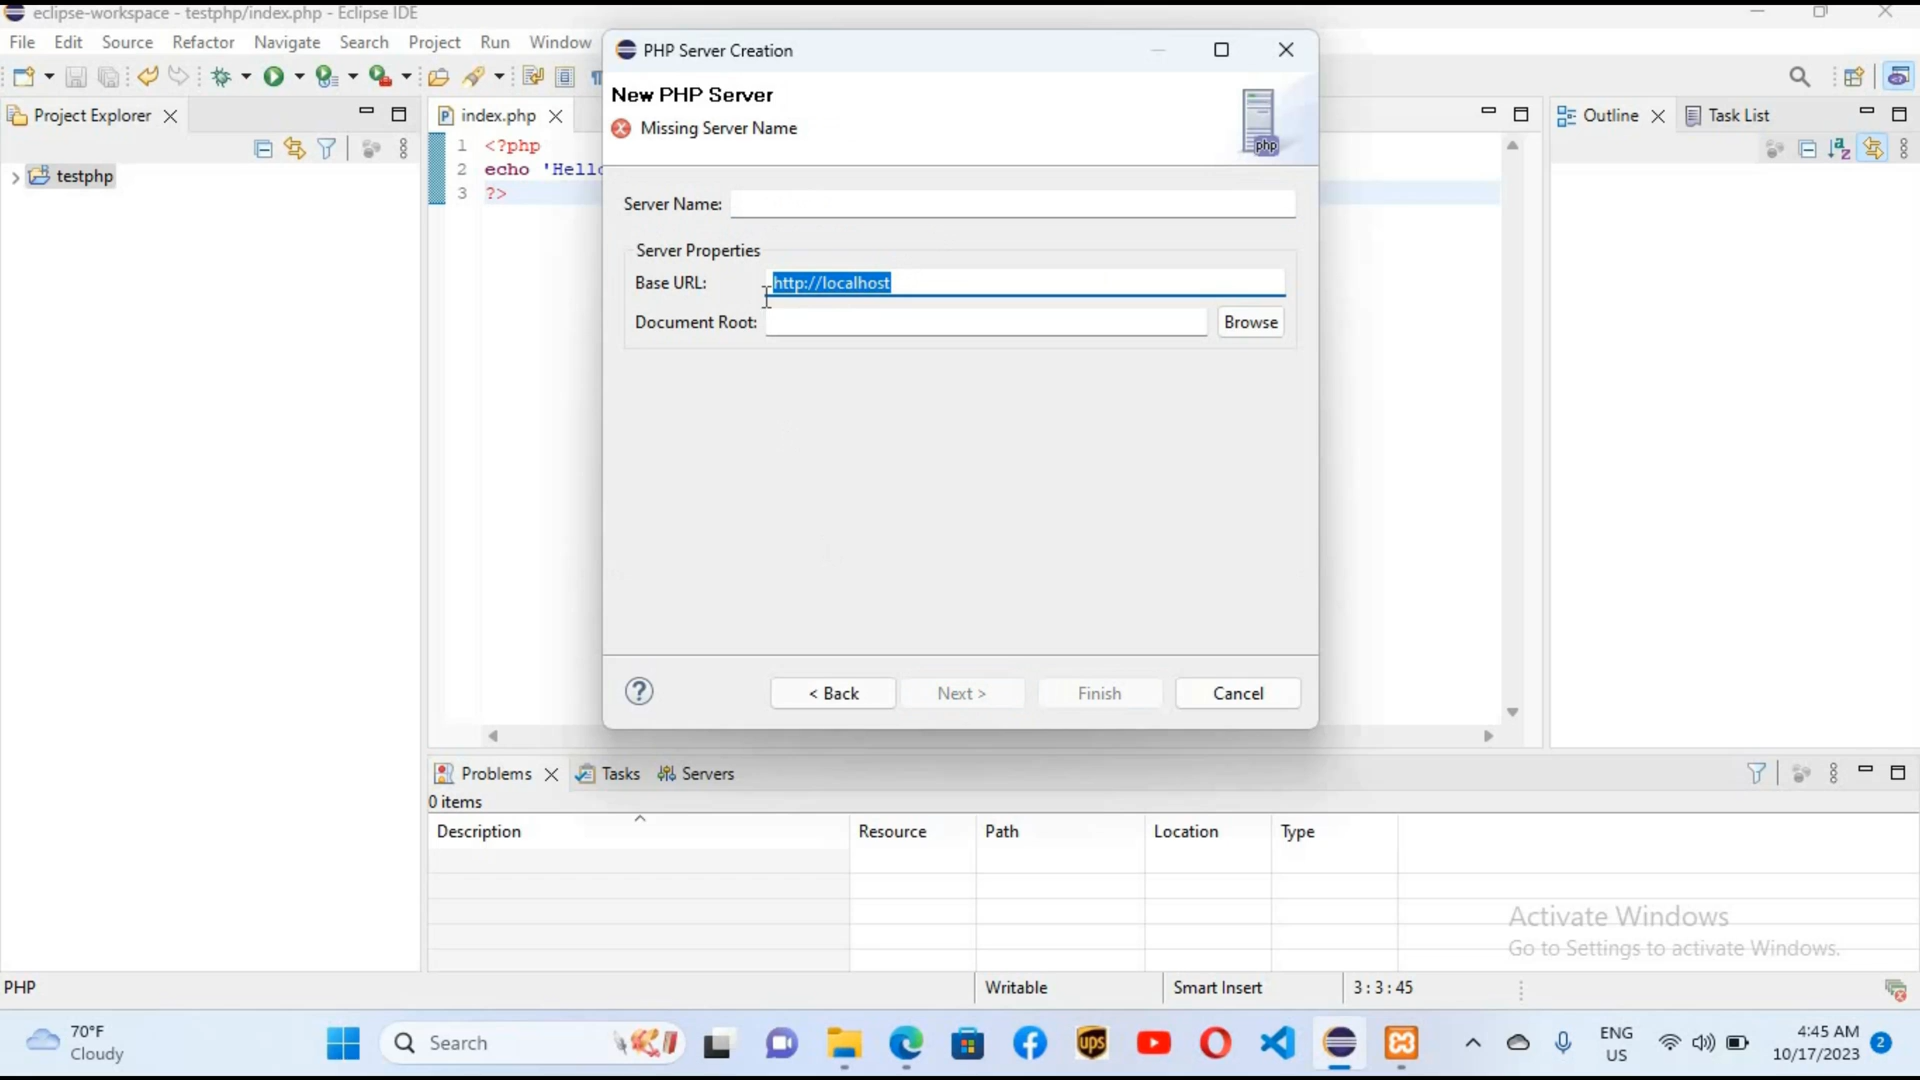 eclipse-workspace - testphp/index.php - Eclipse IDE
File Edit Source Refactor Navigate Search Project Run Window
PHP Server Creation
New PHP Server
Missing Server Name
php
Project Explorer
index.php
Outline
Task List
testphp
1 <?php
2 echo 'Hello
3 ?>
Server Name:
Server Properties
Base URL: http://localhost
Document Root:
Browse
< Back
Next >
Finish
Cancel
Problems
Tasks
Servers
0 items
Description Resource Path Location Type
Activate Windows
Go to Settings to activate Windows.
PHP
Writable
Smart Insert
3 : 3 : 45
70°F
Cloudy
Search
ups
ENG
US
4:45 AM
10/17/2023
2